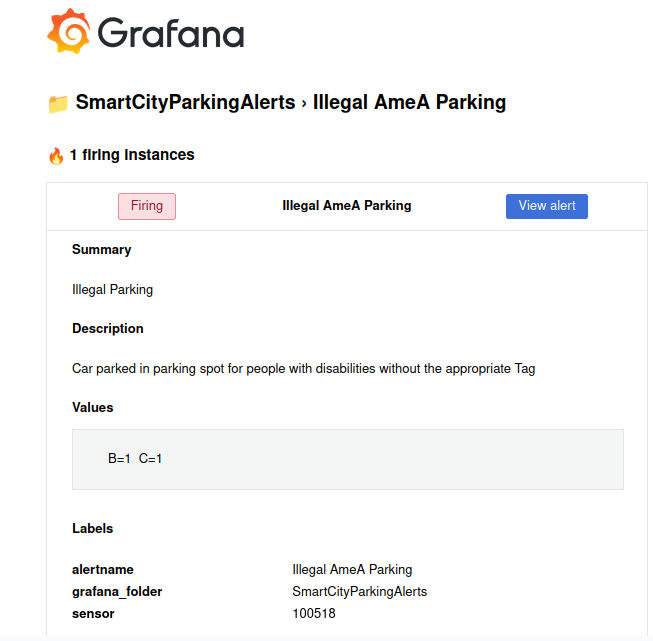 Grafana
SmartCityParkingAlerts › Illegal AmeA Parking
1 firing instances
Firing Illegal AmeA Parking View alert
Summary
Illegal Parking
Description
Car parked in parking spot for people with disabilities without the appropriate Tag
Values
B=1 C=1
Labels
alertname Illegal AmeA Parking
grafana_folder SmartCityParkingAlerts
sensor 100518